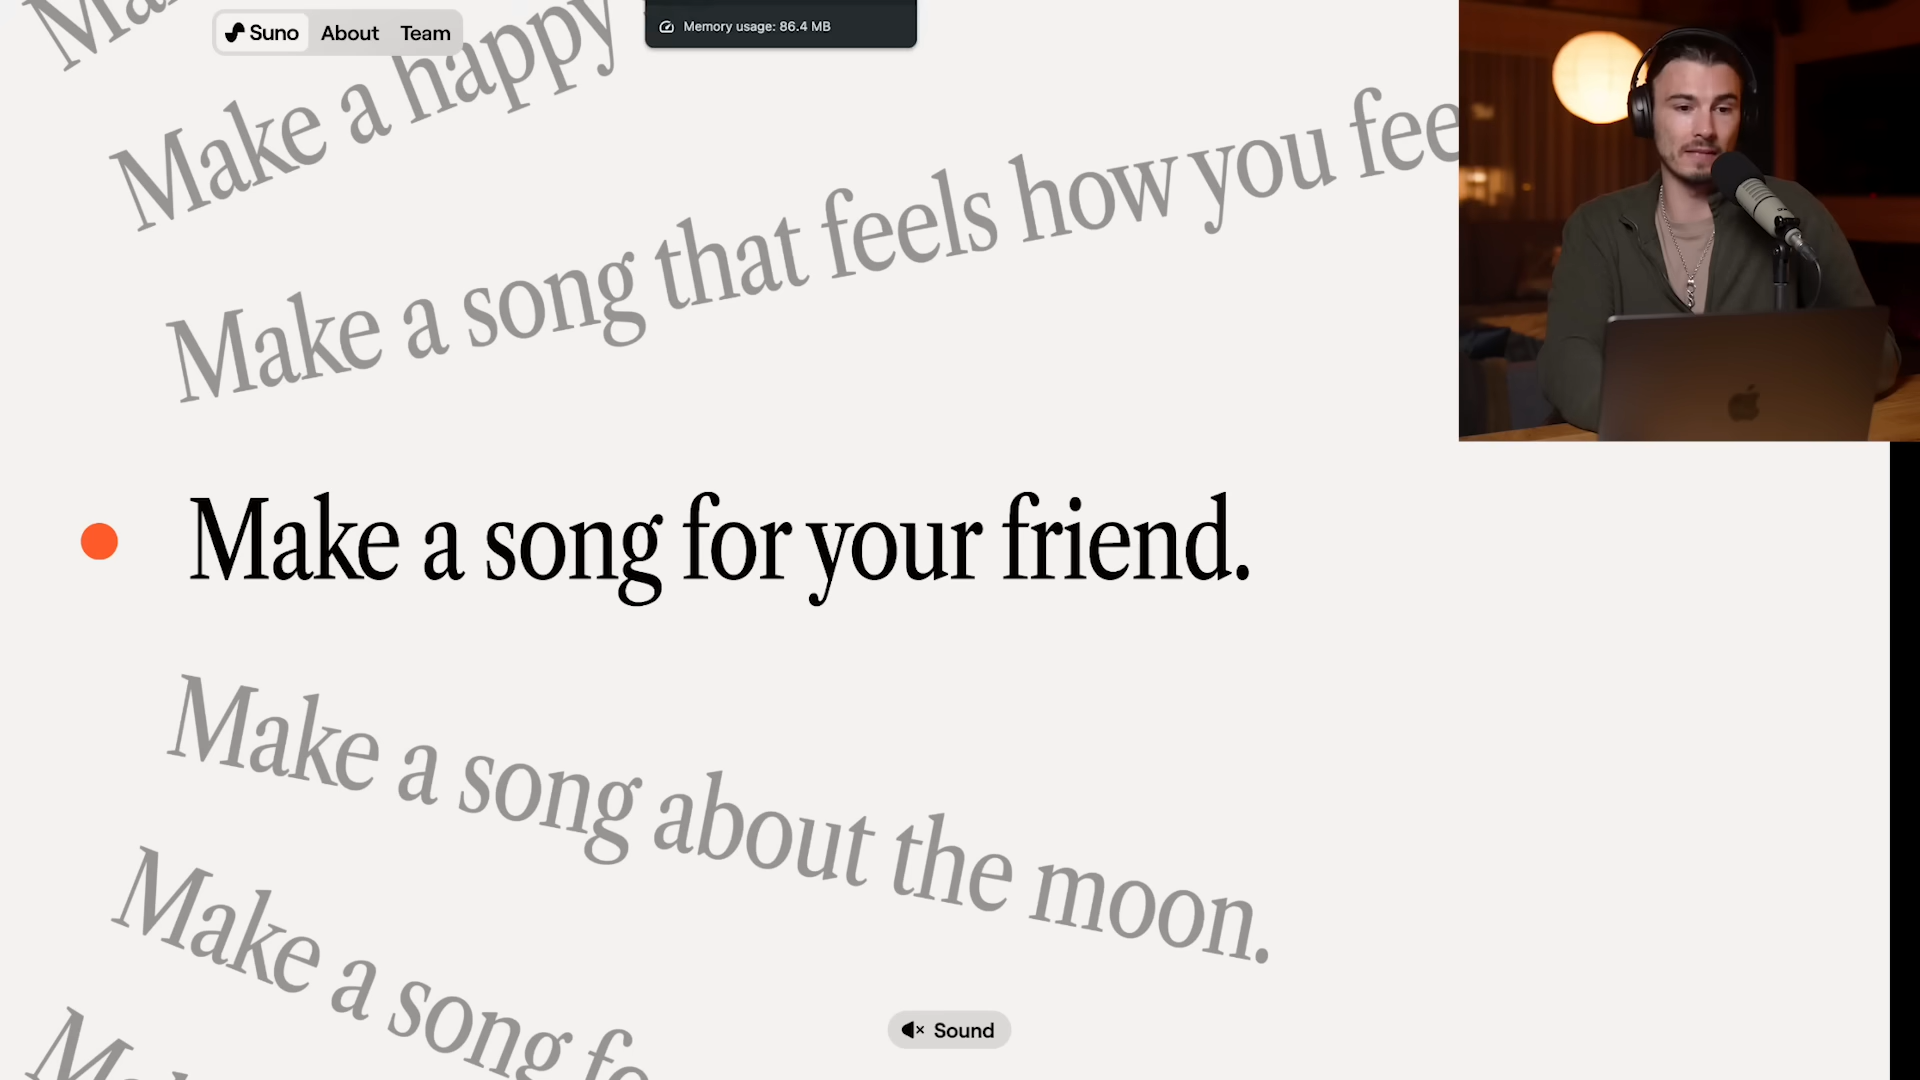 Suno About Team
Memory usage: 86.4 MB
Make a happy
Make a song that feels how you fee
Make a song for your friend.
Make a song about the moon.
Make a song fo
Sound